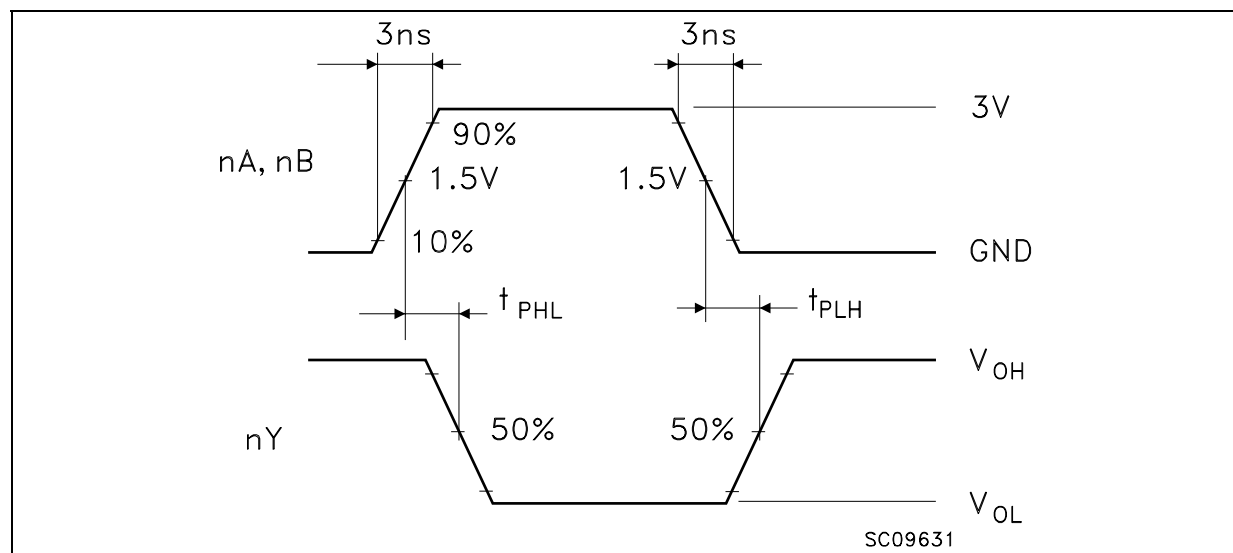 3ns 3ns
3V
90%
nA, nB 1.5V 1.5V
10% GND
t PHL tPLH
VOH
nY 50% 50%
VOL
SC09631